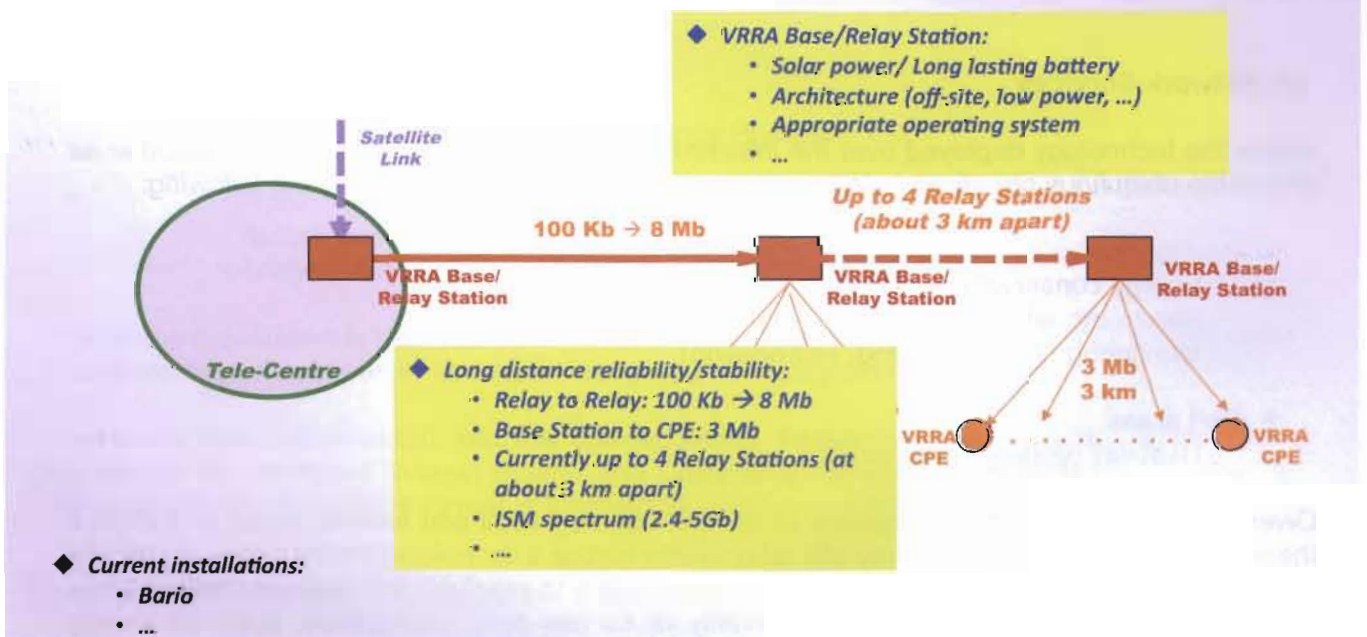 ◆ VRRA Base/Relay Station:
• Solar power/ Long lasting battery
• Architecture (off-site, low power, ...)
• Appropriate operating system
• ...
Satellite
Link
Up to 4 Relay Stations
(about 3 km apart)
100 Kb → 8 Mb
VRRA Base/
Relay Station
VRRA Base/
Relay Station
VRRA Base/
Relay Station
Tele-Centre
◆ Long distance reliability/stability:
• Relay to Relay: 100 Kb → 8 Mb
• Base Station to CPE: 3 Mb
• Currently up to 4 Relay Stations (at
about 3 km apart)
• ISM spectrum (2.4-5Gb)
• ...
3 Mb
3 km
VRRA
CPE
VRRA
CPE
◆ Current installations:
• Bario
• ...